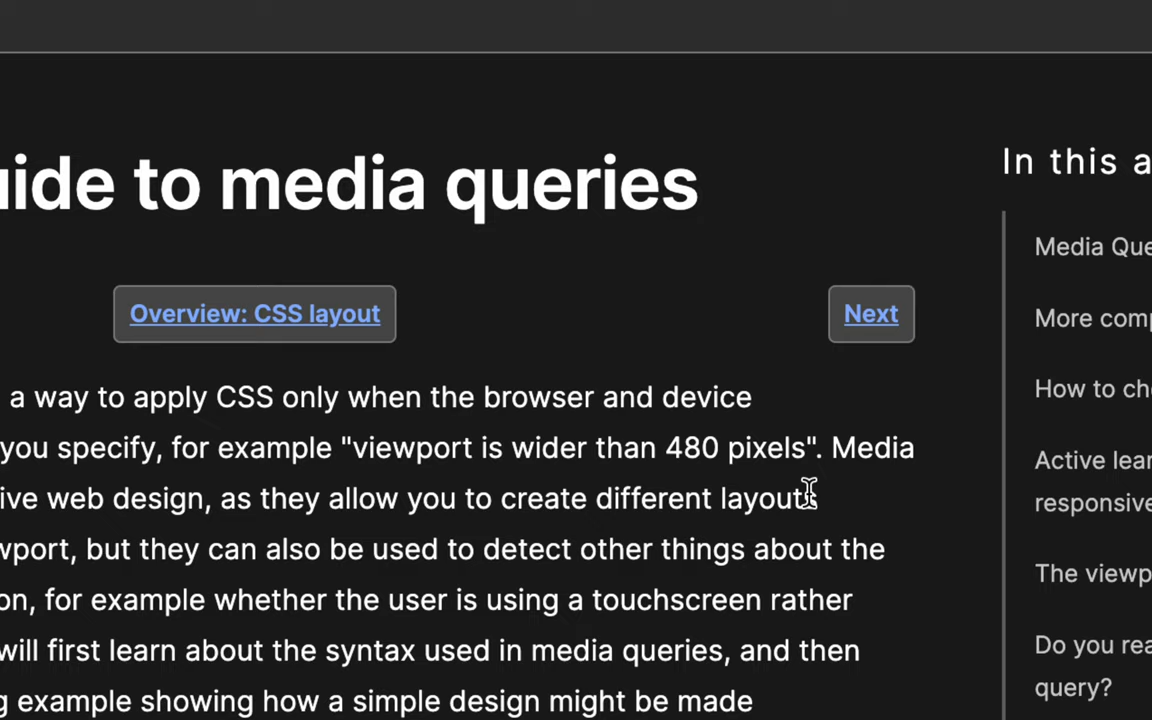 uide to media queries
In this a
Media Que
Overview: CSS layout
Next
More comp
a way to apply CSS only when the browser and device
How to che
you specify, for example "viewport is wider than 480 pixels". Media
Active lear
ive web design, as they allow you to create different layouts
responsive
wport, but they can also be used to detect other things about the
The viewp
on, for example whether the user is using a touchscreen rather
will first learn about the syntax used in media queries, and then
Do you rea
query?
g example showing how a simple design might be made